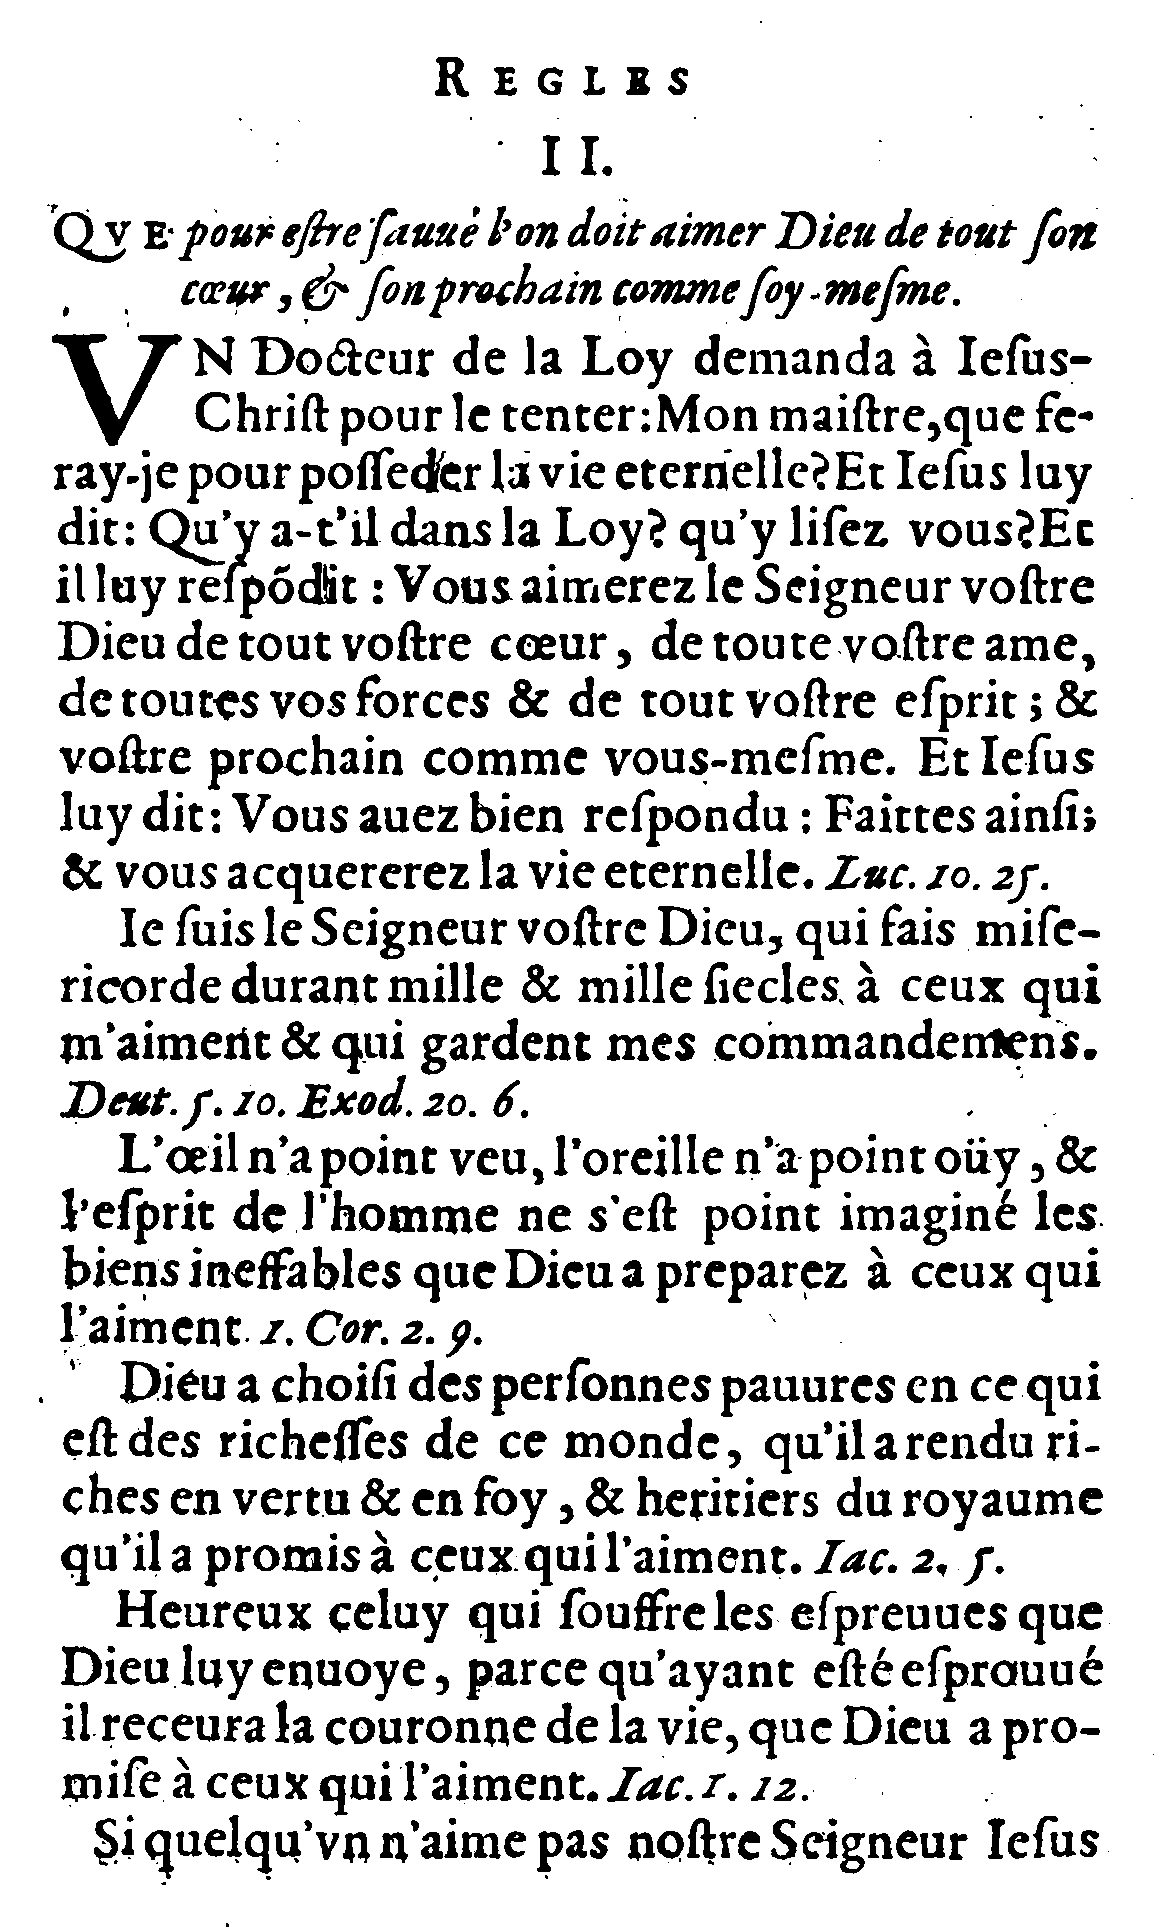 REGLES
II.
QVE pour eſtre ſauué l'on doit aimer Dieu de tout ſon
cœur, & ſon prochain comme ſoy-meſme.
VN Docteur de la Loy demanda à Ieſus-
Chriſt pour le tenter: Mon maiſtre, que fe-
ray-je pour poſſeder la vie eternelle? Et Ieſus luy
dit: Qu'y a-t'il dans la Loy? qu'y liſez vous? Et
il luy reſpõdit : Vous aimerez le Seigneur voſtre
Dieu de tout voſtre cœur, de toute voſtre ame,
de toutes vos forces & de tout voſtre eſprit ; &
voſtre prochain comme vous-meſme. Et Ieſus
luy dit: Vous auez bien reſpondu : Faittes ainſi;
& vous acquererez la vie eternelle. Luc. 10. 25.
Ie ſuis le Seigneur voſtre Dieu, qui fais miſe-
ricorde durant mille & mille ſiecles à ceux qui
m'aiment & qui gardent mes commandemens.
Deut. 5. 10. Exod. 20. 6.
L'œil n'a point veu, l'oreille n'a point oüy, &
l'eſprit de l'homme ne s'eſt point imaginé les
biens ineffables que Dieu a preparez à ceux qui
l'aiment. 1. Cor. 2. 9.
Dieu a choiſi des perſonnes pauures en ce qui
eſt des richeſſes de ce monde, qu'il a rendu ri-
ches en vertu & en foy, & heritiers du royaume
qu'il a promis à ceux qui l'aiment. Iac. 2. 5.
Heureux celuy qui ſouffre les eſpreuues que
Dieu luy enuoye, parce qu'ayant eſté eſprouué
il receura la couronne de la vie, que Dieu a pro-
miſe à ceux qui l'aiment. Iac. 1. 12.
Si quelqu'vn n'aime pas noſtre Seigneur Ieſus